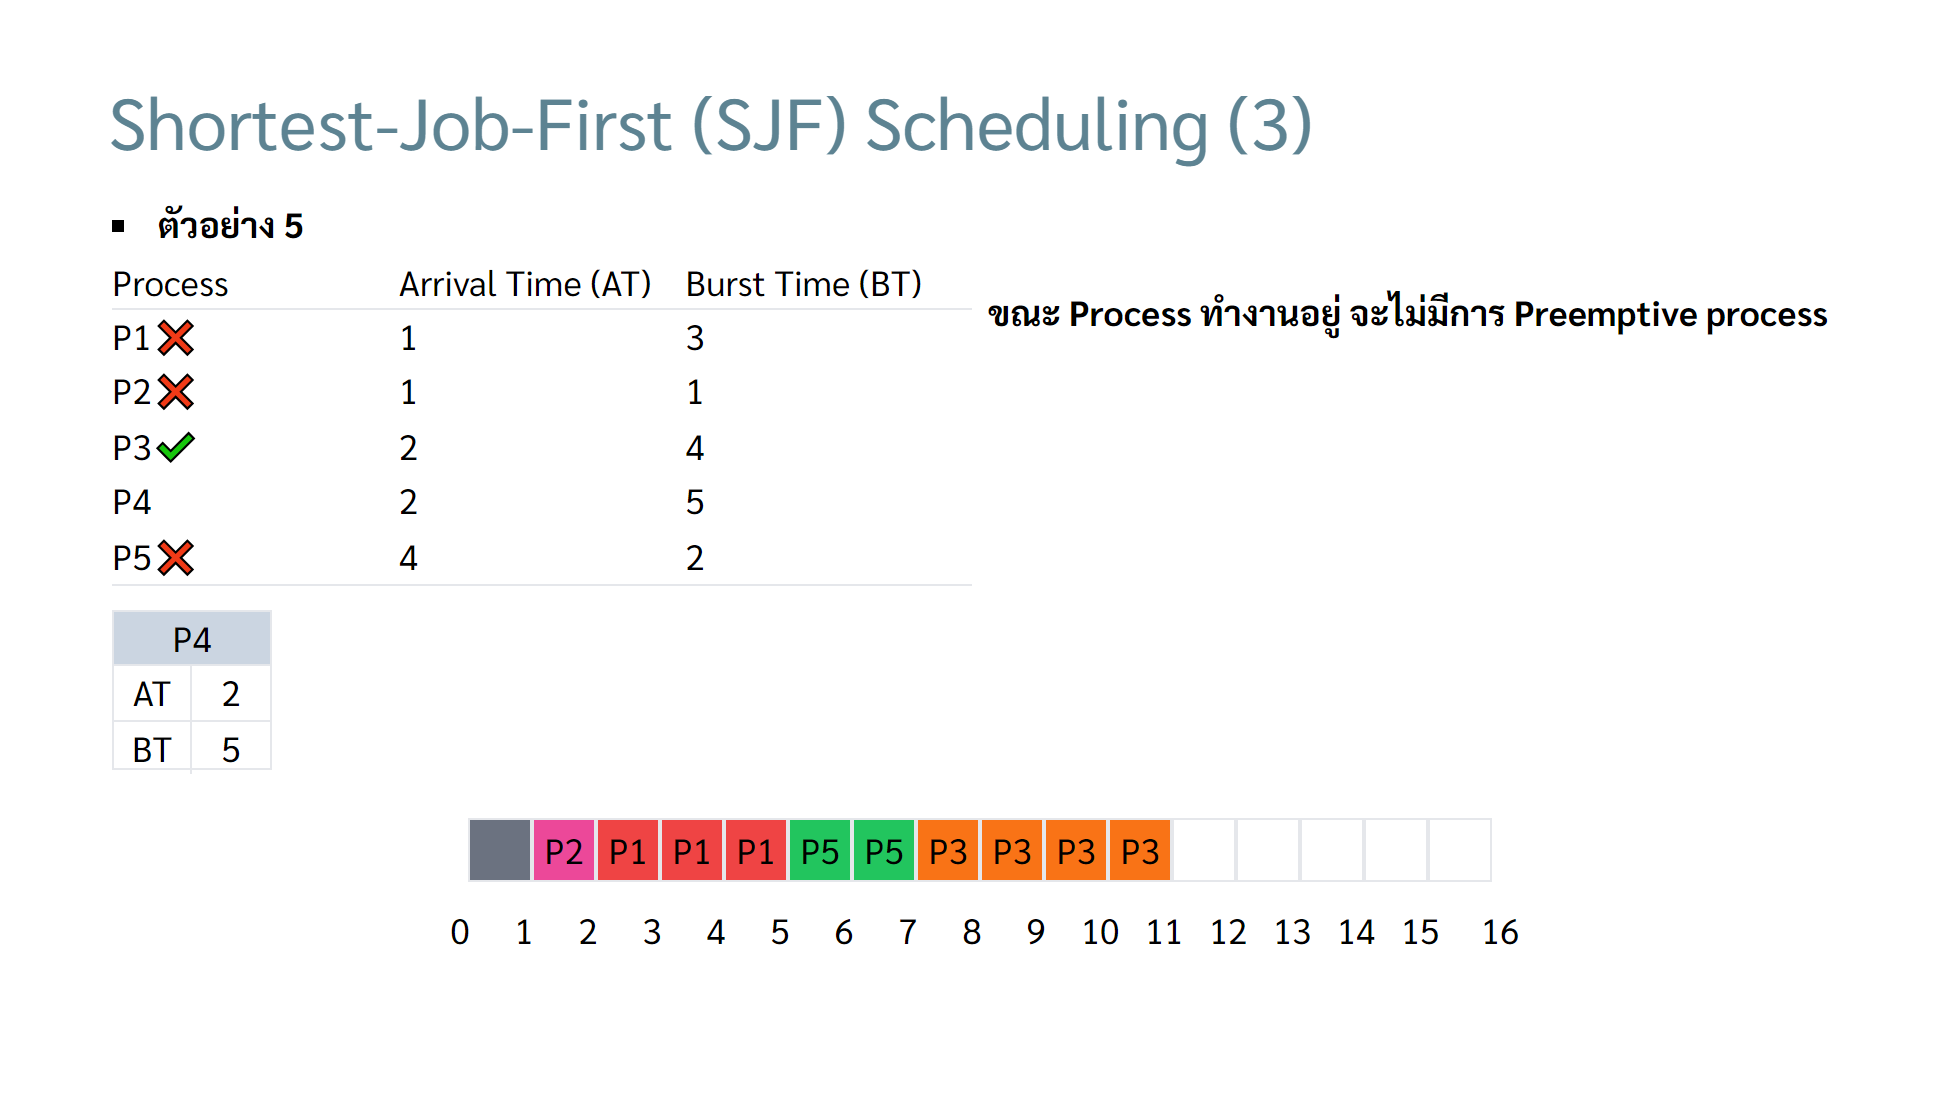 Shortest-Job-First (SJF) Scheduling (3)
ตัวอย่าง 5
Process Arrival Time (AT) Burst Time (BT)
ขณะ Process ทำงานอยู่ จะไม่มีการ Preemptive process
P1 1 3
P2 1 1
P3 2 4
P4 2 5
P5 4 2
P4
AT 2
BT 5
P2 P1 P1 P1 P5 P5 P3 P3 P3 P3
0 1 2 3 4 5 6 7 8 9 10 11 12 13 14 15 16